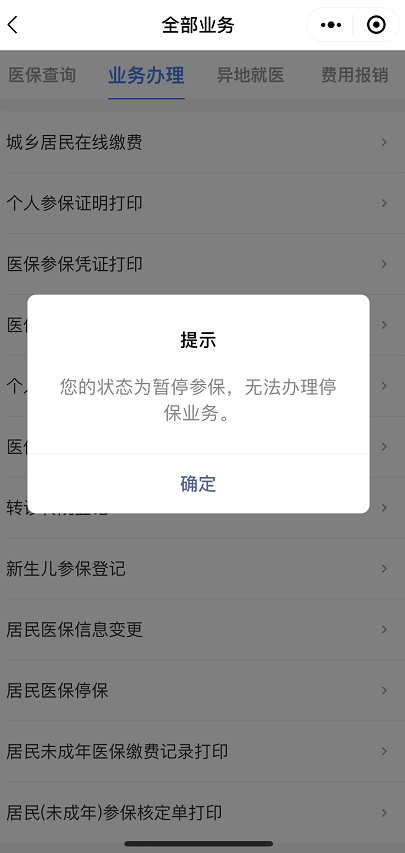 全部业务
医保查询 业务办理 异地就医 费用报销
城乡居民在线缴费
个人参保证明打印
医保参保凭证打印
医
提示
您的状态为暂停参保，无法办理停
保业务。
个
医
确定
新生儿参保登记
居民医保信息变更
居民医保停保
居民未成年医保缴费记录打印
居民(未成年)参保核定单打印